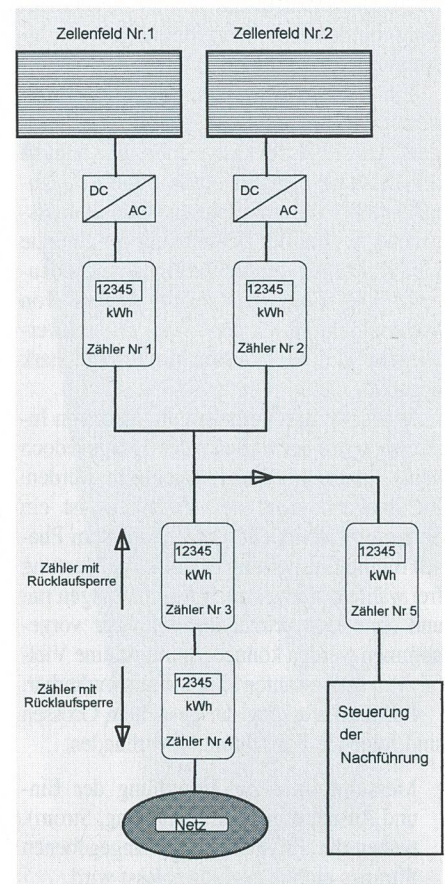 Zellenfeld Nr.1
Zellenfeld Nr.2
DC
AC
DC
AC
12345
kWh
Zähler Nr 1
12345
kWh
Zähler Nr 2
Zähler mit
Rücklaufsperre
12345
kWh
Zähler Nr 3
12345
kWh
Zähler Nr 5
Zähler mit
Rücklaufsperre
12345
kWh
Zähler Nr 4
Steuerung
der
Nachführung
Netz